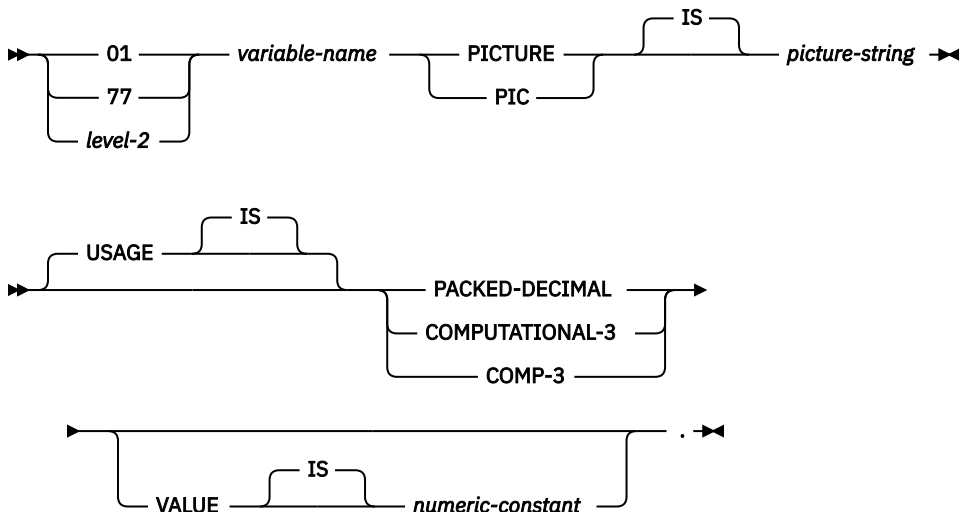 IS
01 variable-name PICTURE picture-string
77 PIC
level-2
IS
USAGE
PACKED-DECIMAL
COMPUTATIONAL-3
COMP-3
.
IS
VALUE numeric-constant